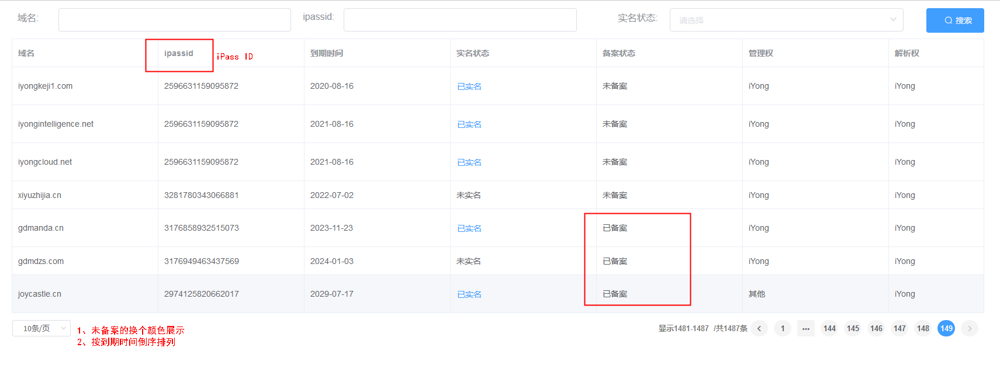 域名: ipassid: 实名状态: 请选择 搜索
域名 ipassid iPass ID 到期时间 实名状态 备案状态 管理权 解析权
iyongkeji1.com 2596631159095872 2020-08-16 已实名 未备案 iYong iYong
iyongintelligence.net 2596631159095872 2021-08-16 已实名 未备案 iYong iYong
iyongcloud.net 2596631159095872 2021-08-16 已实名 未备案 iYong iYong
xiyuzhijia.cn 3281780343066881 2022-07-02 未实名 未备案 iYong iYong
gdmanda.cn 3176858932515073 2023-11-23 已实名 已备案 iYong iYong
gdmdzs.com 3176949463437569 2024-01-03 未实名 已备案 iYong iYong
joycastle.cn 2974125820662017 2029-07-17 已实名 已备案 其他 iYong
10条/页 显示1481-1487 /共1487条 1 ... 144 145 146 147 148 149
1、未备案的换个颜色展示
2、按到期时间倒序排列